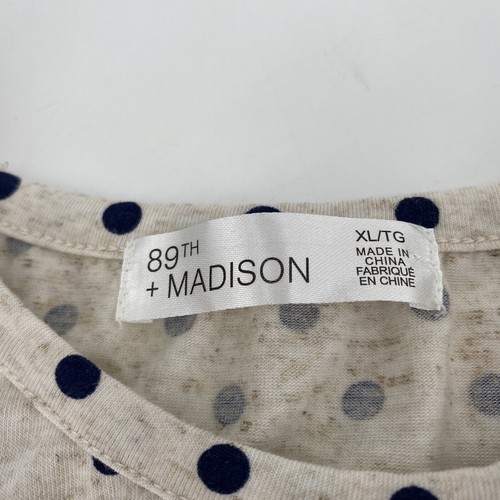 89TH
+ MADISON
XL/TG
MADE IN
CHINA
FABRIQUÉ
EN CHINE